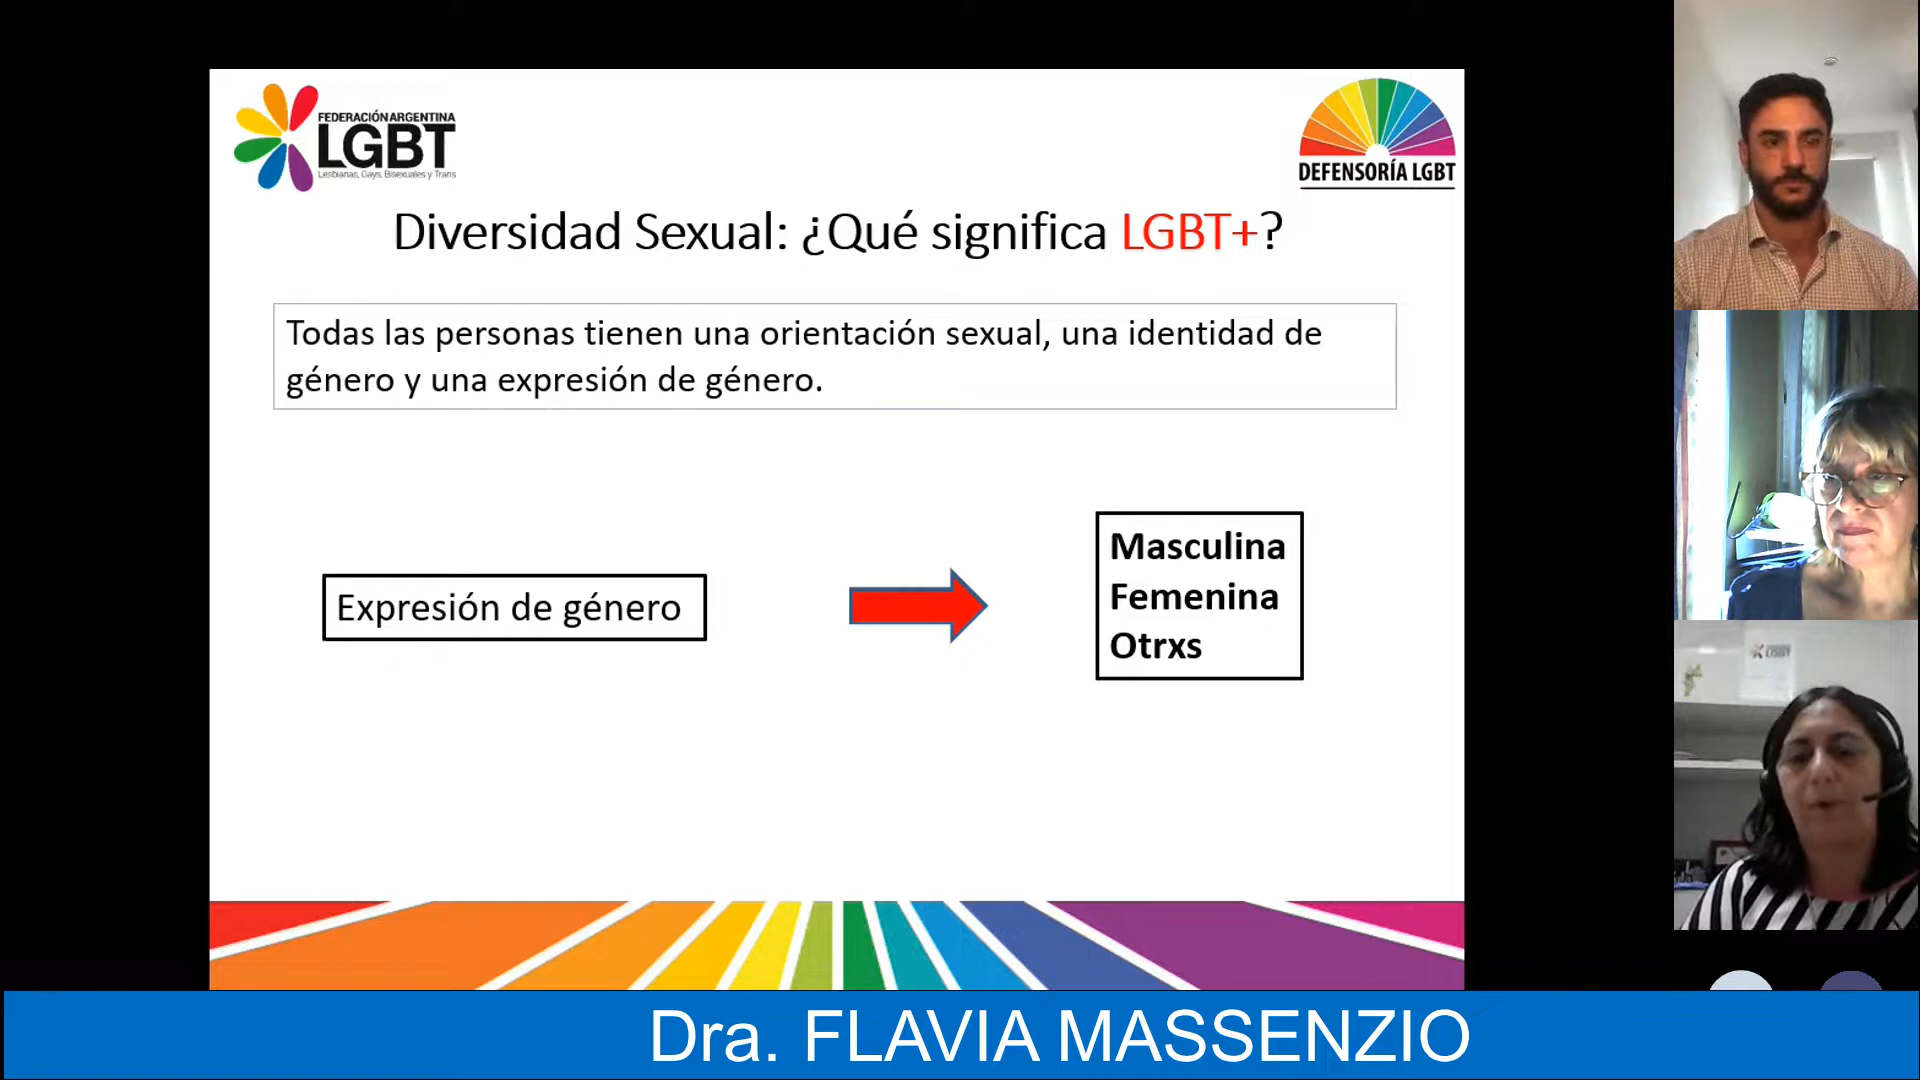 FEDERACIÓN ARGENTINA
LGBT
Lesbianas, Gays, Bisexuales y Trans
DEFENSORÍA LGBT
Diversidad Sexual: ¿Qué significa LGBT+?
Todas las personas tienen una orientación sexual, una identidad de
género y una expresión de género.
Expresión de género
Masculina
Femenina
Otrxs
LGBT
Dra. FLAVIA MASSENZIO